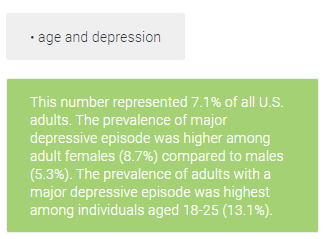 • age and depression
This number represented 7.1% of all U.S.
adults. The prevalence of major
depressive episode was higher among
adult females (8.7%) compared to males
(5.3%). The prevalence of adults with a
major depressive episode was highest
among individuals aged 18-25 (13.1%).